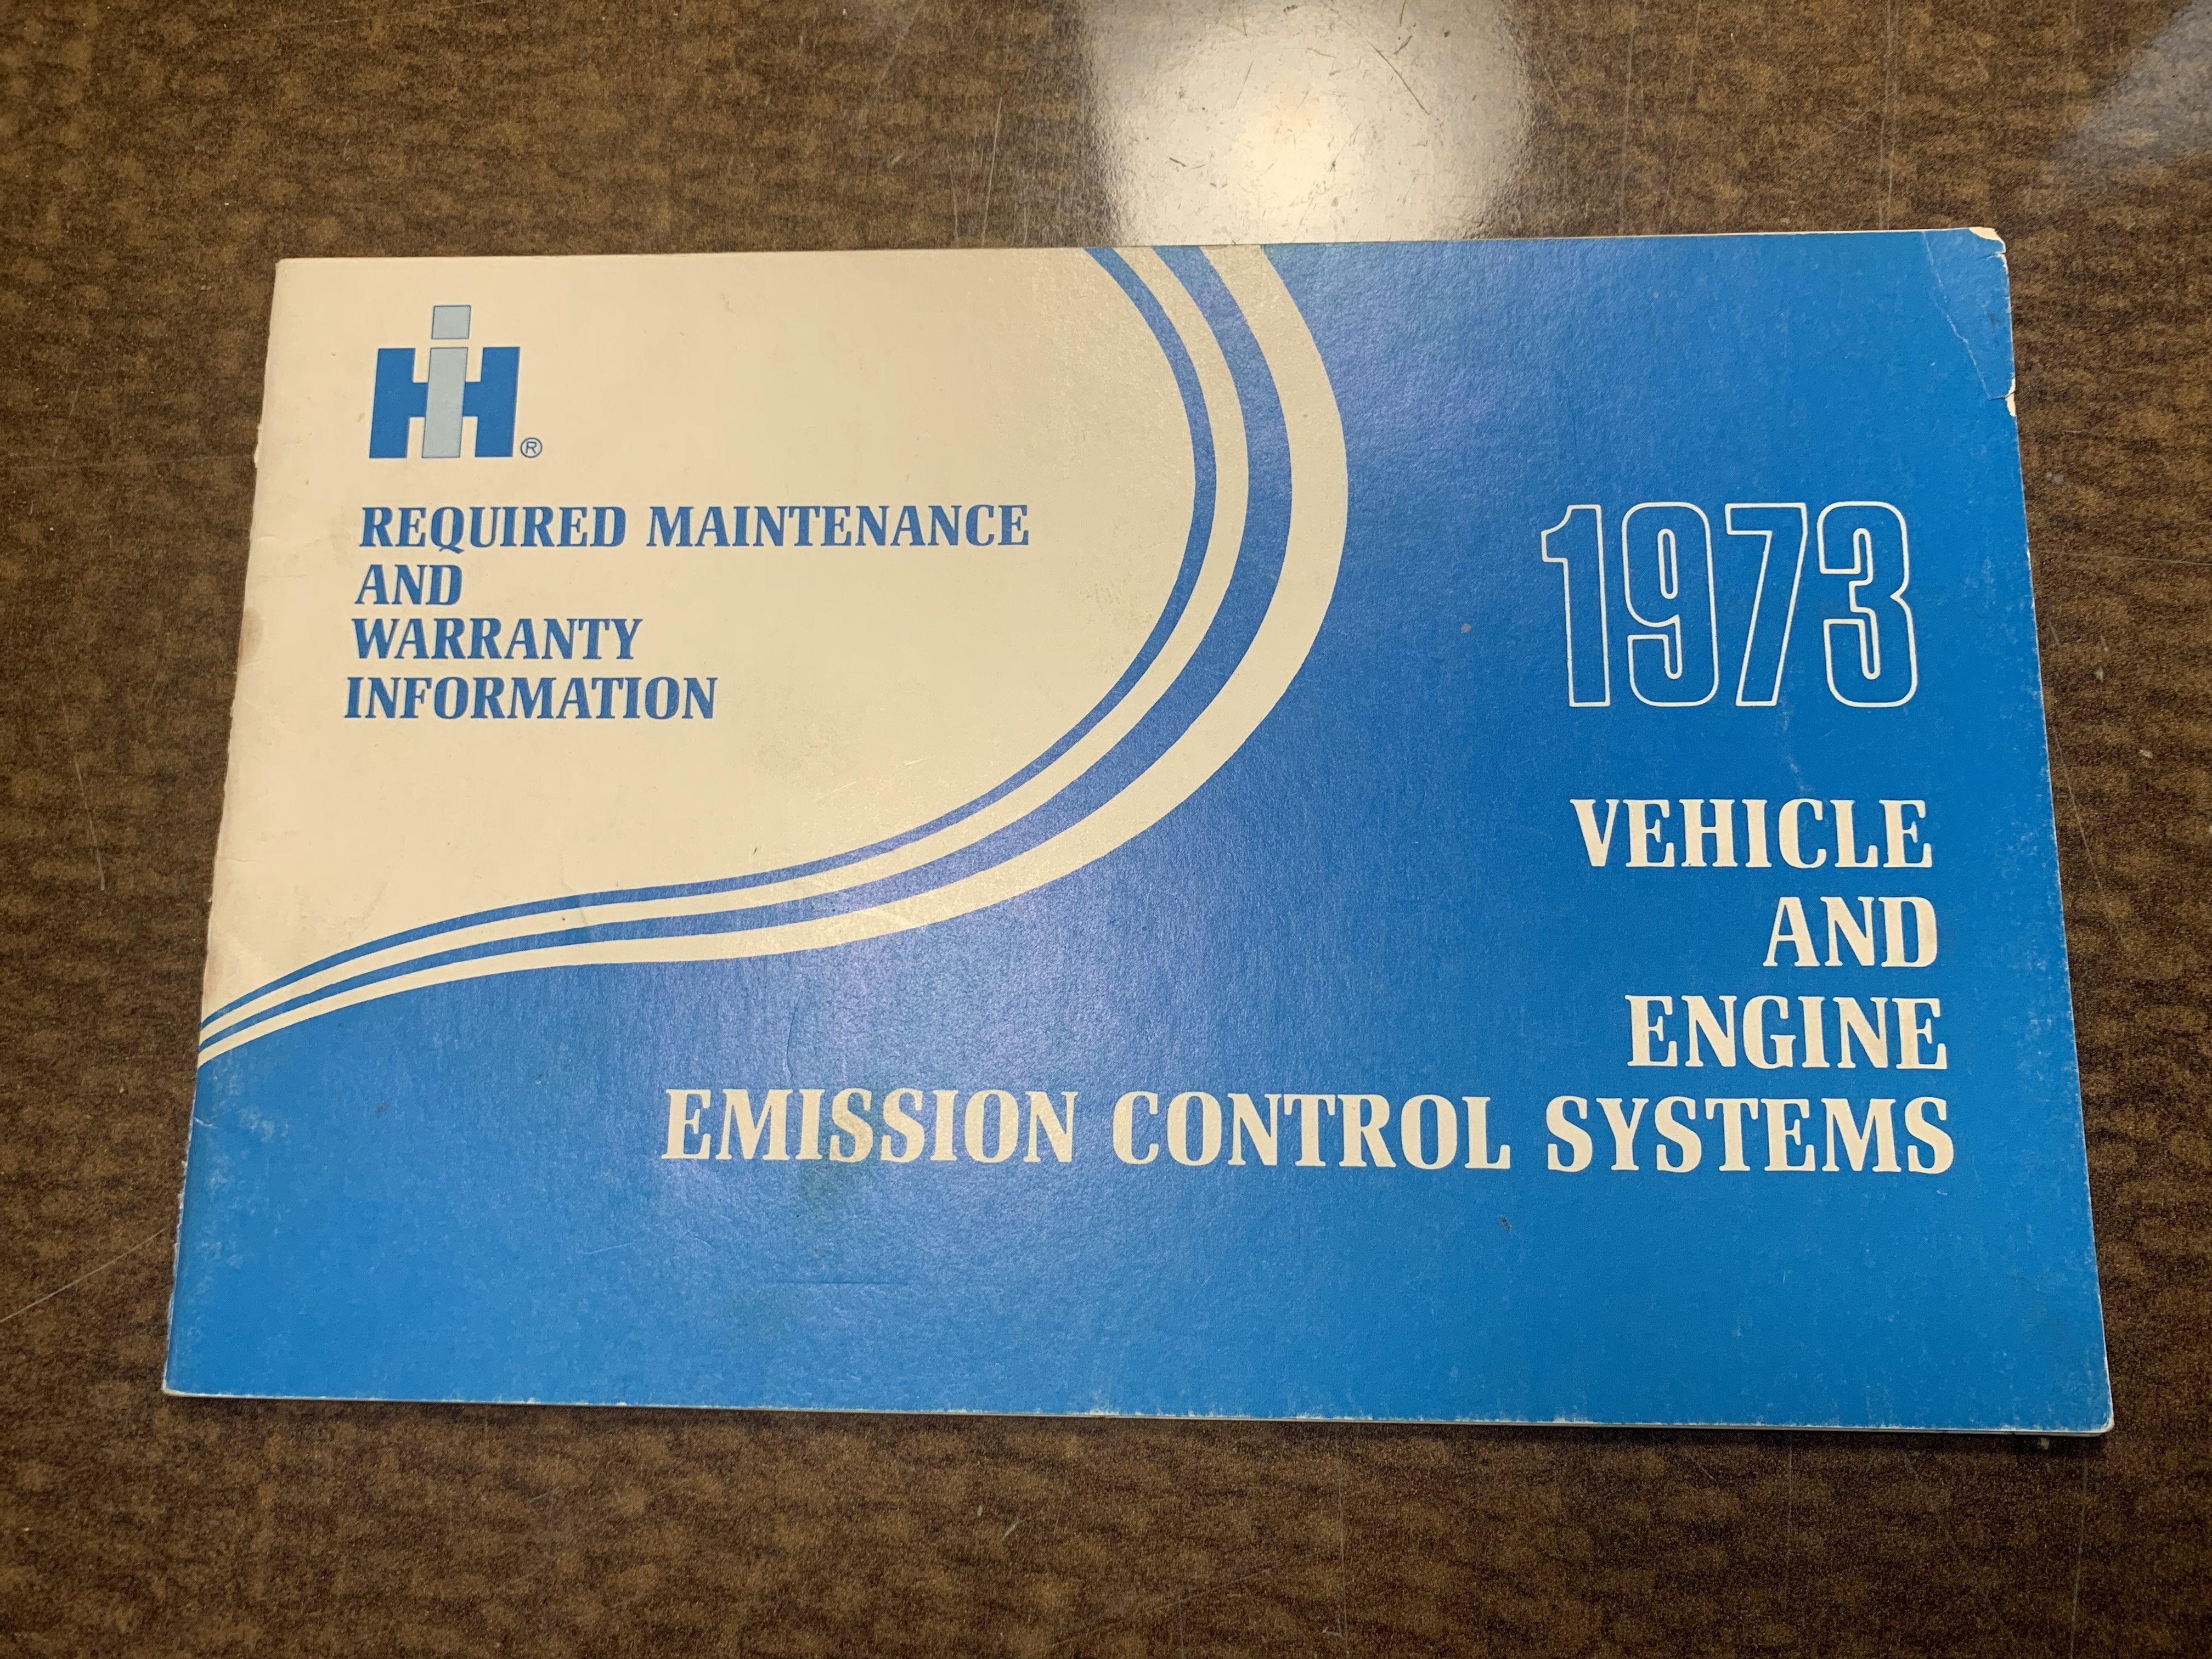 IH®
REQUIRED MAINTENANCE
AND
WARRANTY
INFORMATION
1973
VEHICLE
AND
ENGINE
EMISSION CONTROL SYSTEMS